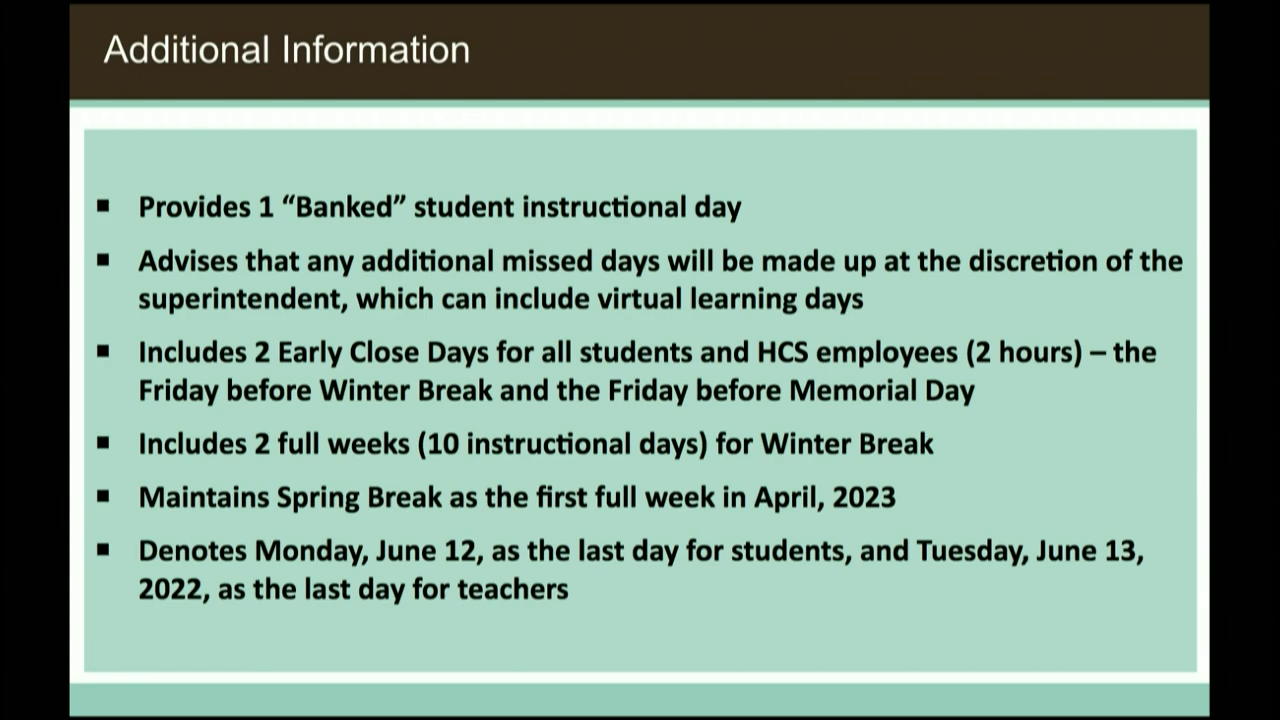 Additional Information
▪ Provides 1 “Banked” student instructional day
▪ Advises that any additional missed days will be made up at the discretion of the
superintendent, which can include virtual learning days
▪ Includes 2 Early Close Days for all students and HCS employees (2 hours) – the
Friday before Winter Break and the Friday before Memorial Day
▪ Includes 2 full weeks (10 instructional days) for Winter Break
▪ Maintains Spring Break as the first full week in April, 2023
▪ Denotes Monday, June 12, as the last day for students, and Tuesday, June 13,
2022, as the last day for teachers